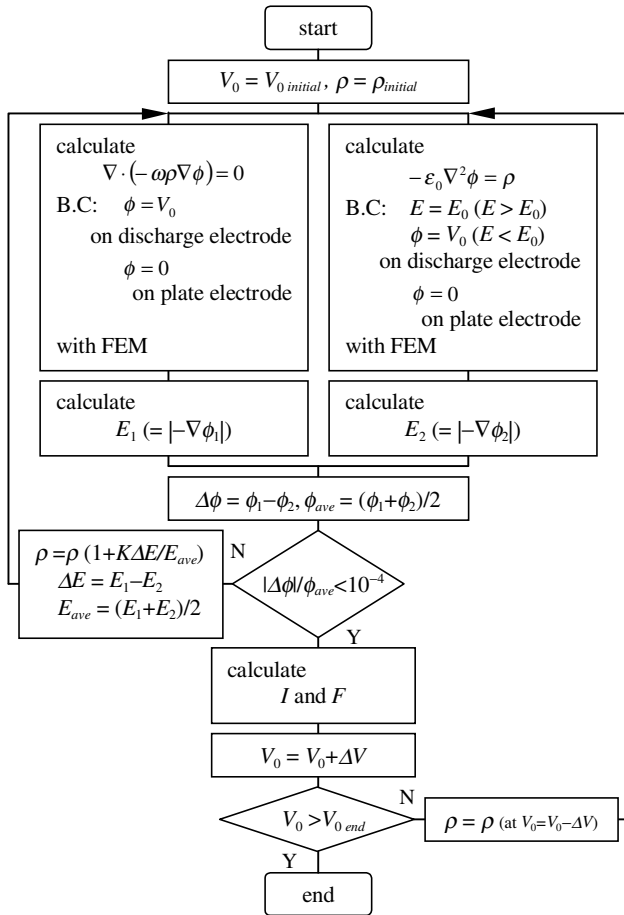 start
V₀ = V₀ initial, ρ = ρinitial
calculate
∇·(−ωρ∇ϕ) = 0
B.C: ϕ = V₀
on discharge electrode
ϕ = 0
on plate electrode
with FEM
calculate
−ε₀∇²ϕ = ρ
B.C: E = E₀ (E > E₀)
ϕ = V₀ (E < E₀)
on discharge electrode
ϕ = 0
on plate electrode
with FEM
calculate
E₁ (= |−∇ϕ₁|)
calculate
E₂ (= |−∇ϕ₂|)
Δϕ = ϕ₁−ϕ₂, ϕave = (ϕ₁+ϕ₂)/2
ρ =ρ (1+KΔE/Eave)
ΔE = E₁−E₂
Eave = (E₁+E₂)/2
N
|Δϕ|/ϕave<10⁻⁴
Y
calculate
I and F
V₀ = V₀+ΔV
V₀ >V₀ end
N
ρ = ρ (at V₀=V₀−ΔV)
Y
end